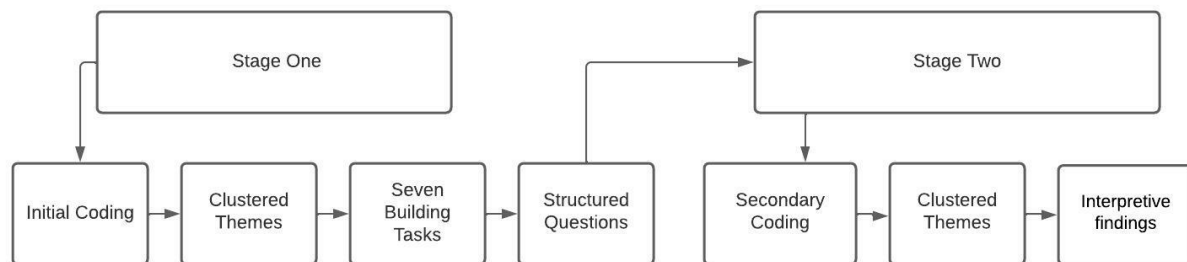 Stage One
Stage Two
Initial Coding
Clustered
Themes
Seven
Building
Tasks
Structured
Questions
Secondary
Coding
Clustered
Themes
Interpretive
findings